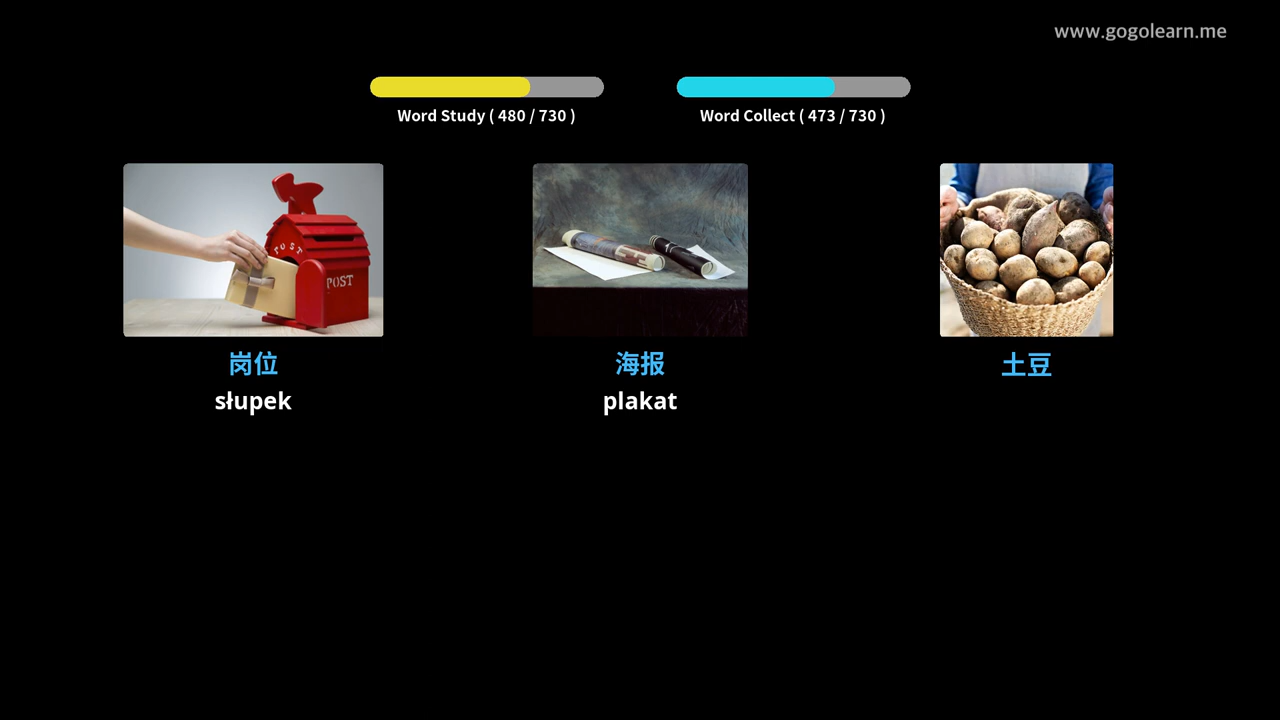 www.gogolearn.me
Word Study ( 480 / 730 )
Word Collect ( 473 / 730 )
POST
POST
岗位
海报
土豆
słupek
plakat